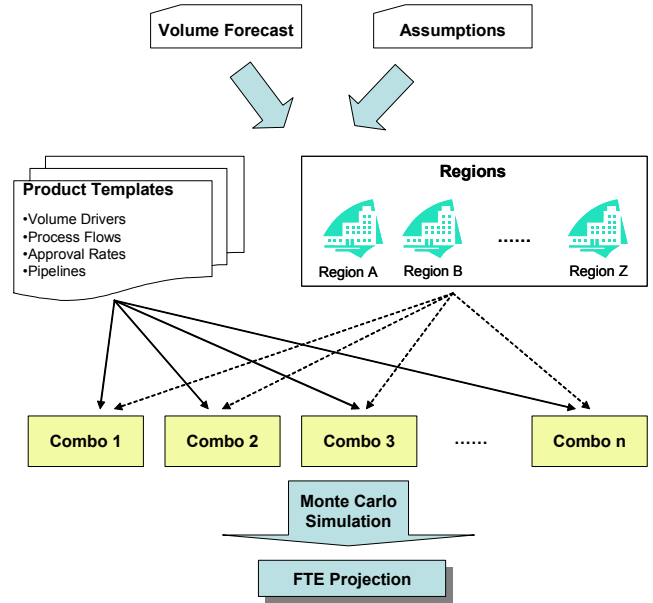 Volume Forecast
Assumptions
Product Templates
•Volume Drivers
•Process Flows
•Approval Rates
•Pipelines
Regions
......
Region A
Region B
Region Z
Combo 1
Combo 2
Combo 3
......
Combo n
Monte Carlo
Simulation
FTE Projection